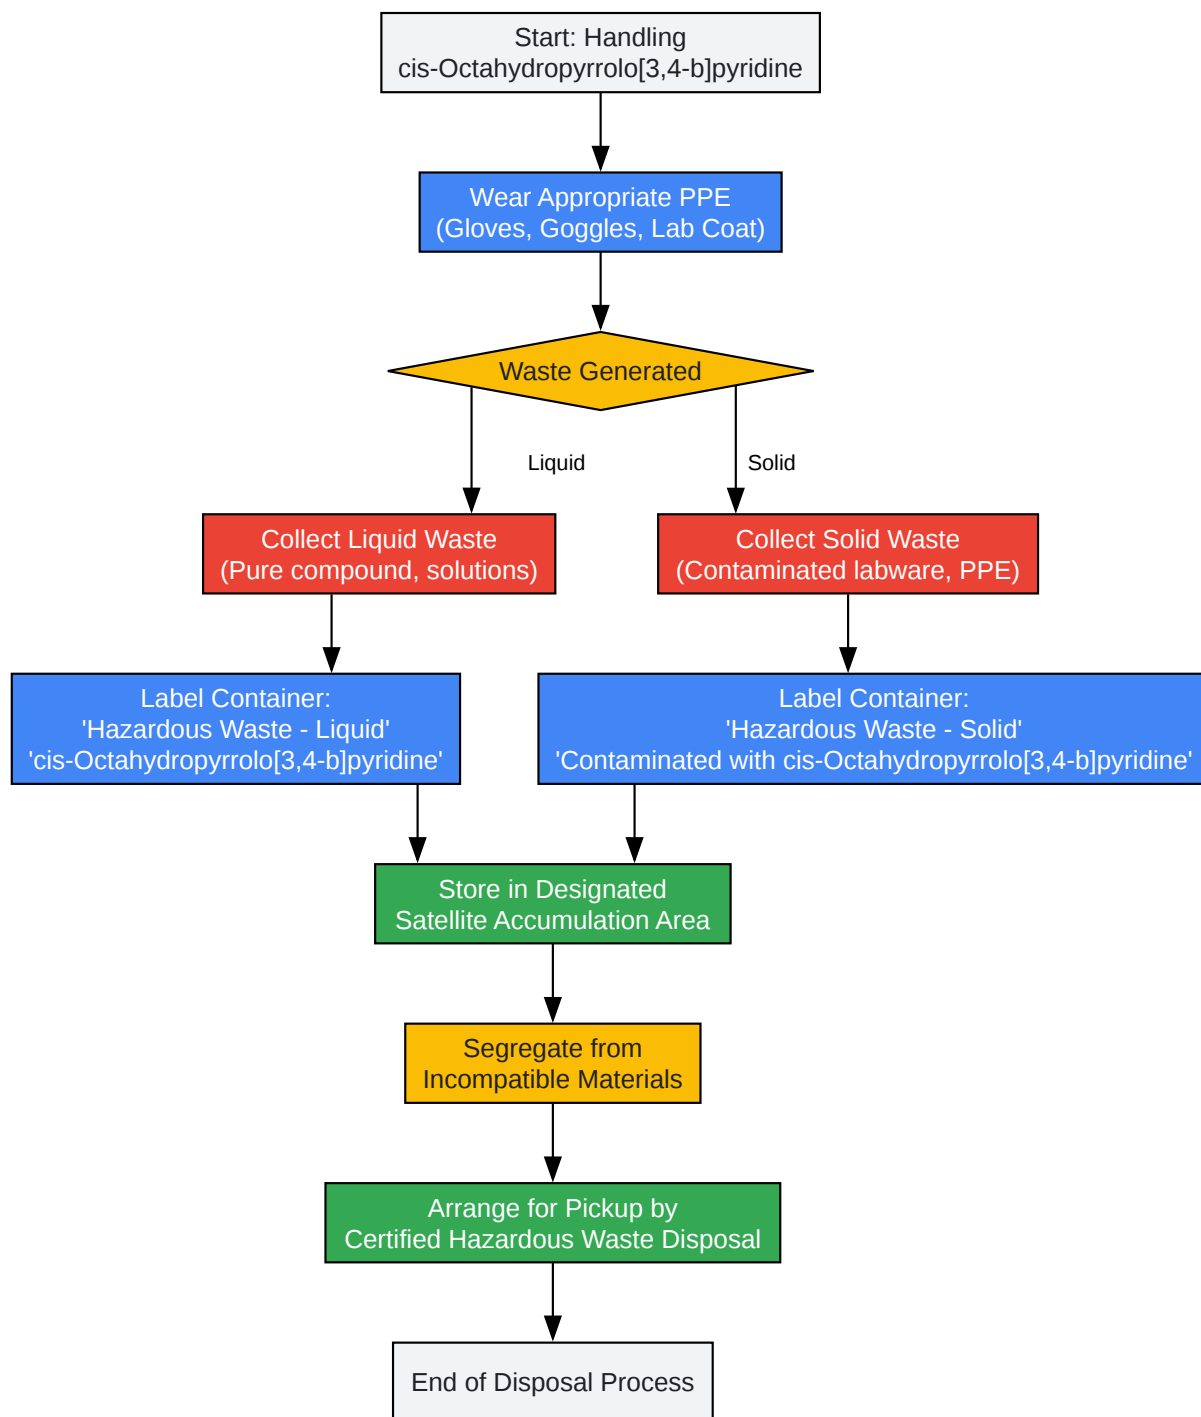 Start: Handling
cis-Octahydropyrrolo[3,4-b]pyridine
Wear Appropriate PPE
(Gloves, Goggles, Lab Coat)
Waste Generated
Liquid
Solid
Collect Liquid Waste
(Pure compound, solutions)
Collect Solid Waste
(Contaminated labware, PPE)
Label Container:
'Hazardous Waste - Liquid'
'cis-Octahydropyrrolo[3,4-b]pyridine'
Label Container:
'Hazardous Waste - Solid'
'Contaminated with cis-Octahydropyrrolo[3,4-b]pyridine'
Store in Designated
Satellite Accumulation Area
Segregate from
Incompatible Materials
Arrange for Pickup by
Certified Hazardous Waste Disposal
End of Disposal Process